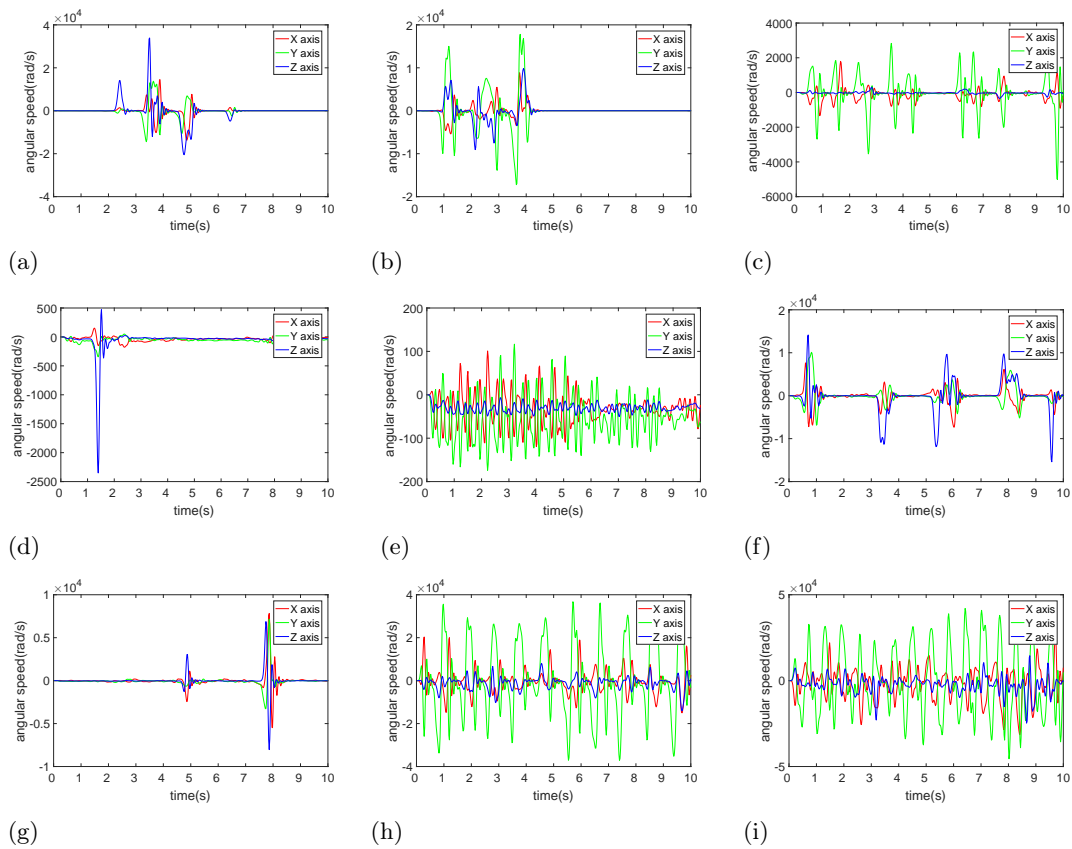 ×10⁴
4
2
0
-2
-4
angular speed(rad/s)
X axis
Y axis
Z axis
0 1 2 3 4 5 6 7 8 9 10
time(s)
(a)
×10⁴
2
1
0
-1
-2
angular speed(rad/s)
X axis
Y axis
Z axis
0 1 2 3 4 5 6 7 8 9 10
time(s)
(b)
4000
2000
0
-2000
-4000
-6000
angular speed(rad/s)
X axis
Y axis
Z axis
0 1 2 3 4 5 6 7 8 9 10
time(s)
(c)
500
0
-500
-1000
-1500
-2000
-2500
angular speed(rad/s)
X axis
Y axis
Z axis
0 1 2 3 4 5 6 7 8 9 10
time(s)
(d)
200
100
0
-100
-200
angular speed(rad/s)
X axis
Y axis
Z axis
0 1 2 3 4 5 6 7 8 9 10
time(s)
(e)
×10⁴
2
1
0
-1
-2
angular speed(rad/s)
X axis
Y axis
Z axis
0 1 2 3 4 5 6 7 8 9 10
time(s)
(f)
×10⁴
1
0.5
0
-0.5
-1
angular speed(rad/s)
X axis
Y axis
Z axis
0 1 2 3 4 5 6 7 8 9 10
time(s)
(g)
×10⁴
4
2
0
-2
-4
angular speed(rad/s)
X axis
Y axis
Z axis
0 1 2 3 4 5 6 7 8 9 10
time(s)
(h)
×10⁴
5
0
-5
angular speed(rad/s)
X axis
Y axis
Z axis
0 1 2 3 4 5 6 7 8 9 10
time(s)
(i)